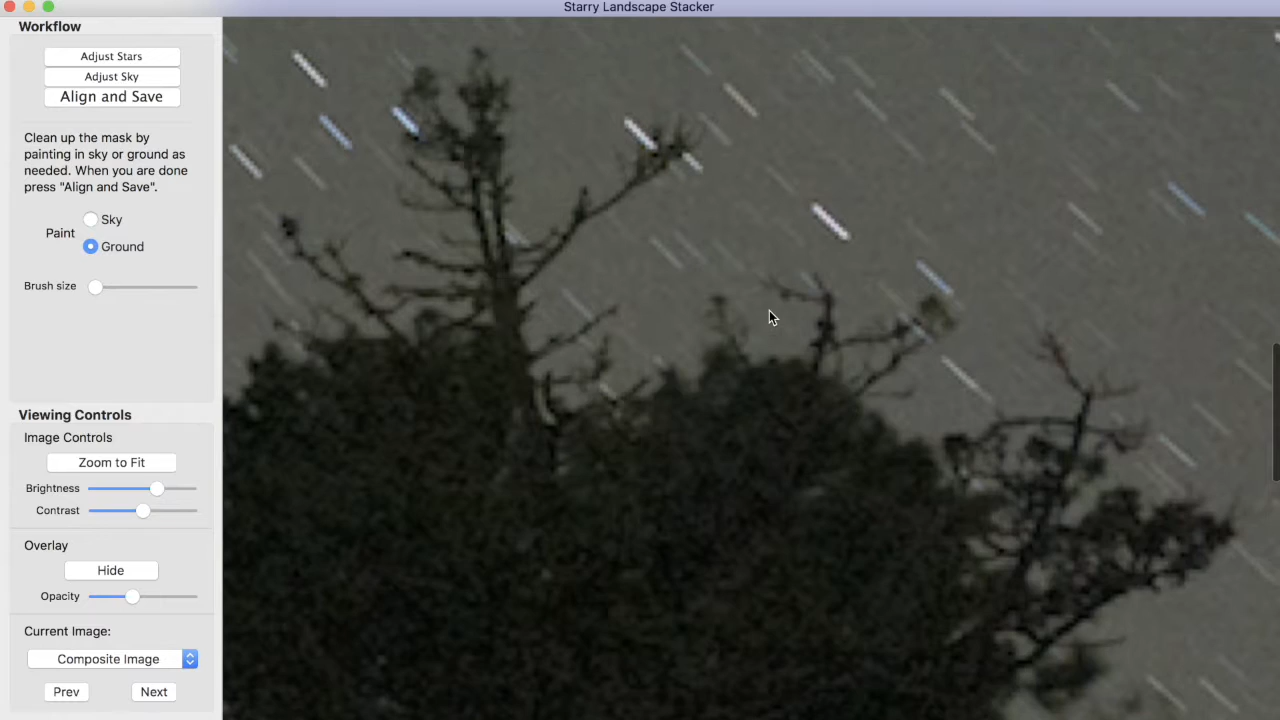 Starry Landscape Stacker
Workflow
Adjust Stars
Adjust Sky
Align and Save
Clean up the mask by
painting in sky or ground as
needed. When you are done
press "Align and Save".
Paint
Sky
Ground
Brush size
Viewing Controls
Image Controls
Zoom to Fit
Brightness
Contrast
Overlay
Hide
Opacity
Current Image:
Composite Image
Prev Next